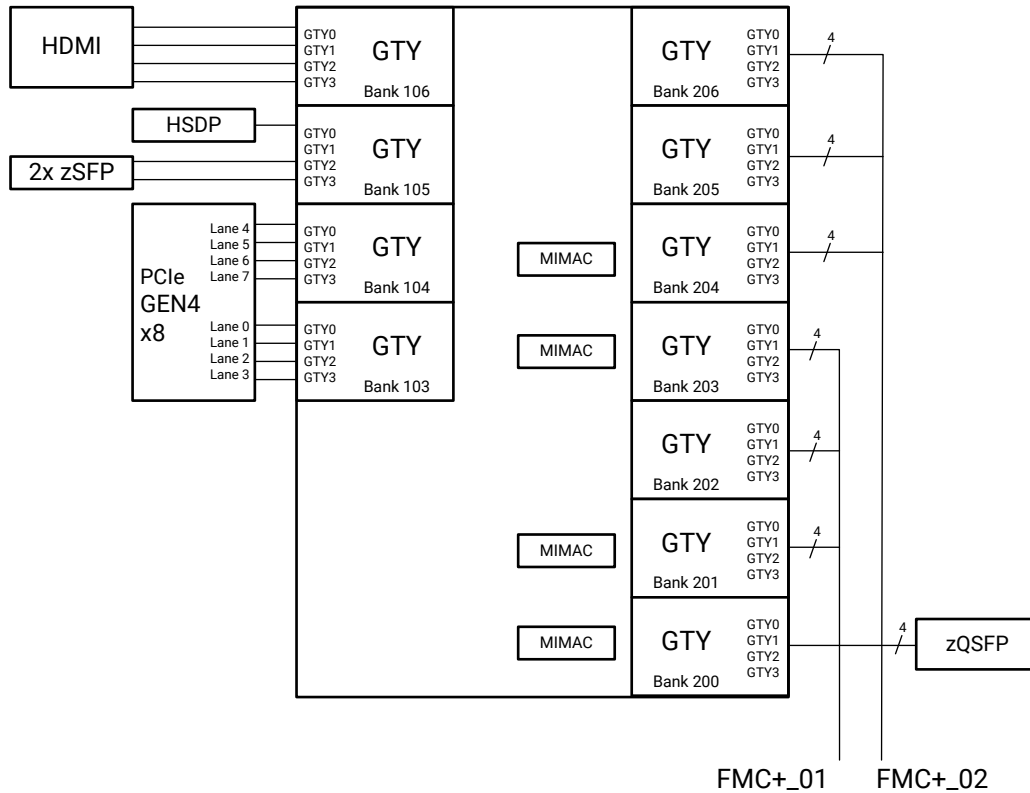 HDMI
GTY0
GTY1
GTY2
GTY3
GTY
Bank 106
HSDP
2x zSFP
GTY0
GTY1
GTY2
GTY3
GTY
Bank 105
PCIe
GEN4
x8
Lane 4
Lane 5
Lane 6
Lane 7
GTY0
GTY1
GTY2
GTY3
GTY
Bank 104
Lane 0
Lane 1
Lane 2
Lane 3
GTY0
GTY1
GTY2
GTY3
GTY
Bank 103
GTY
Bank 206
GTY0
GTY1
GTY2
GTY3
4
GTY
Bank 205
GTY0
GTY1
GTY2
GTY3
4
MIMAC
GTY
Bank 204
GTY0
GTY1
GTY2
GTY3
4
MIMAC
GTY
Bank 203
GTY0
GTY1
GTY2
GTY3
4
GTY
Bank 202
GTY0
GTY1
GTY2
GTY3
4
MIMAC
GTY
Bank 201
GTY0
GTY1
GTY2
GTY3
4
MIMAC
GTY
Bank 200
GTY0
GTY1
GTY2
GTY3
4
zQSFP
FMC+_01
FMC+_02